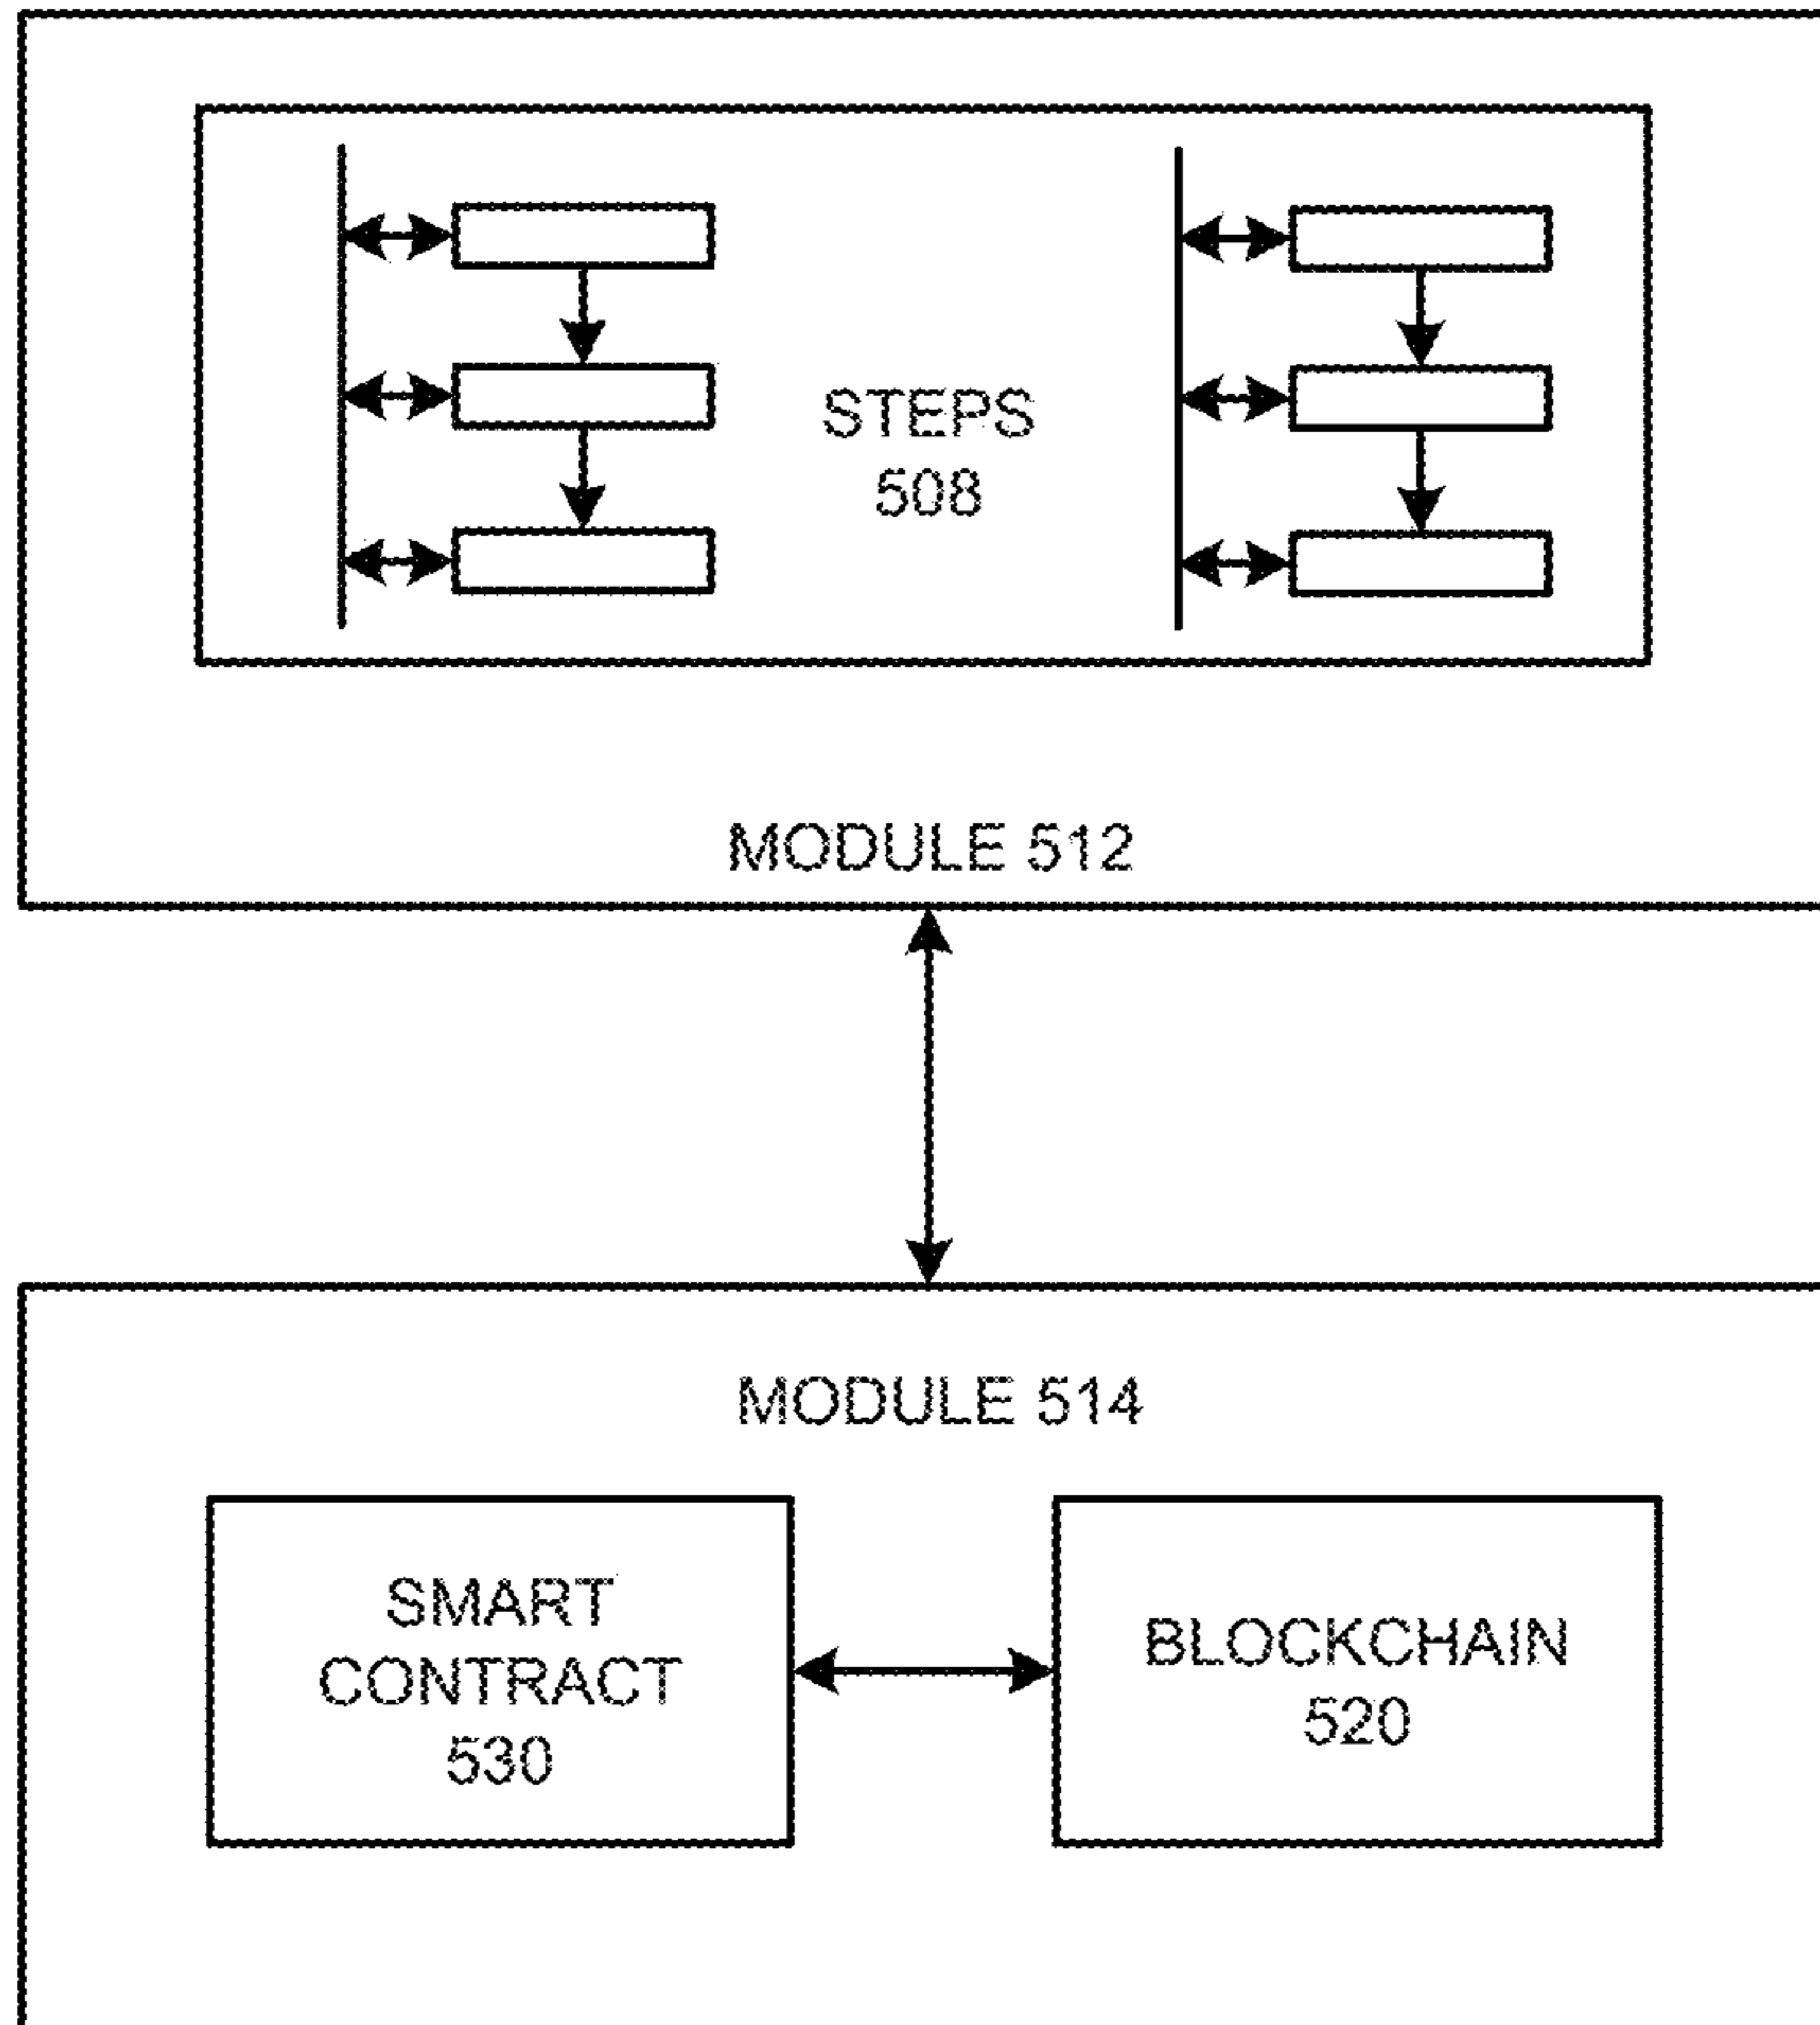 STEPS
508
MODULE 512
MODULE 514
SMART
CONTRACT
530
BLOCKCHAIN
520